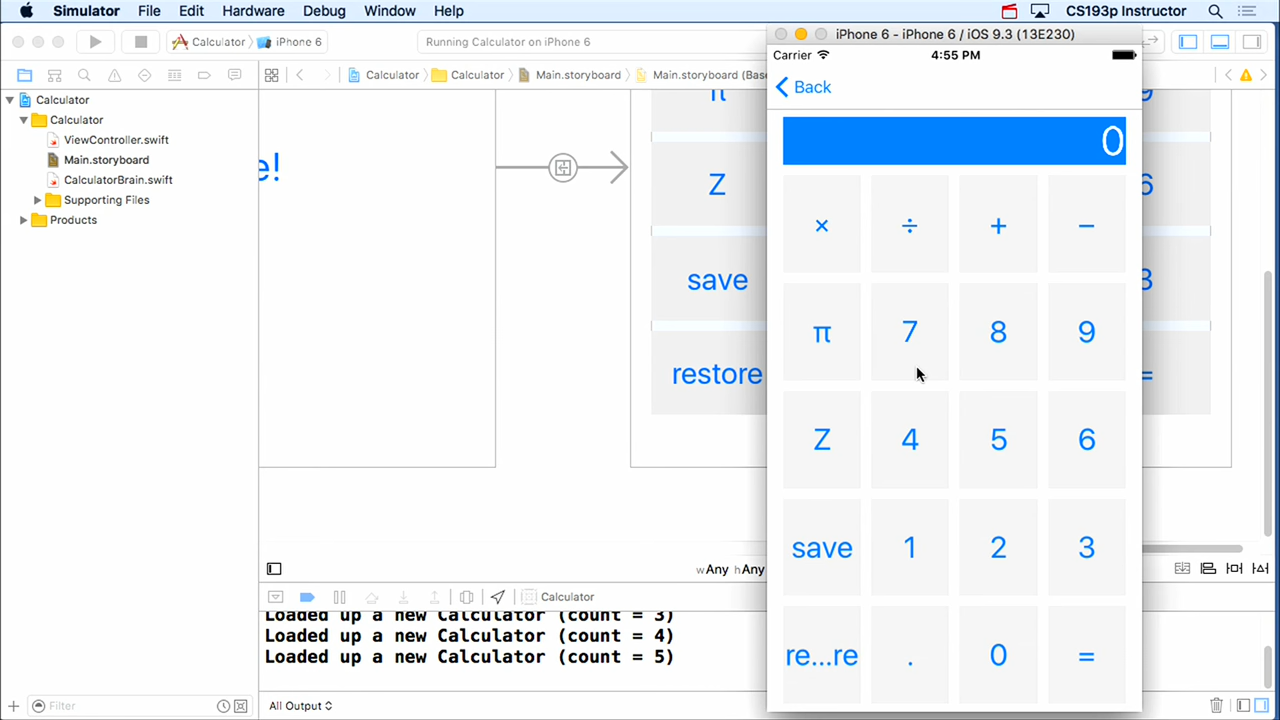 Simulator File Edit Hardware Debug Window Help CS193p Instructor
Calculator iPhone 6 Running Calculator on iPhone 6
Calculator Calculator Main.storyboard Main.storyboard (Base
Calculator
Calculator
ViewController.swift
Main.storyboard
CalculatorBrain.swift
Supporting Files
Products
Filter
e!
π
Z
save
restore
9
6
3
=
wAny hAny
Calculator
Loaded up a new Calculator (count = 3)
Loaded up a new Calculator (count = 4)
Loaded up a new Calculator (count = 5)
All Output
iPhone 6 - iPhone 6 / iOS 9.3 (13E230)
Carrier 4:55 PM
Back
0
× ÷ + −
π 7 8 9
Z 4 5 6
save 1 2 3
re...re . 0 =